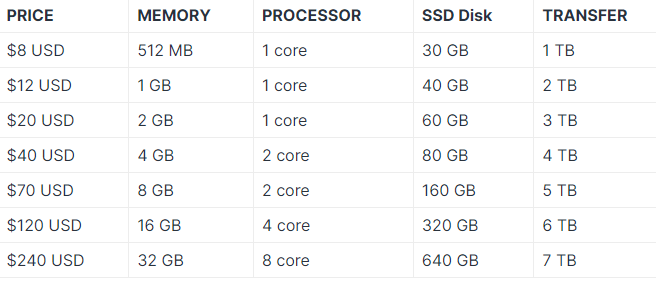 PRICE MEMORY PROCESSOR SSD Disk TRANSFER
$8 USD 512 MB 1 core 30 GB 1 TB
$12 USD 1 GB 1 core 40 GB 2 TB
$20 USD 2 GB 1 core 60 GB 3 TB
$40 USD 4 GB 2 core 80 GB 4 TB
$70 USD 8 GB 2 core 160 GB 5 TB
$120 USD 16 GB 4 core 320 GB 6 TB
$240 USD 32 GB 8 core 640 GB 7 TB